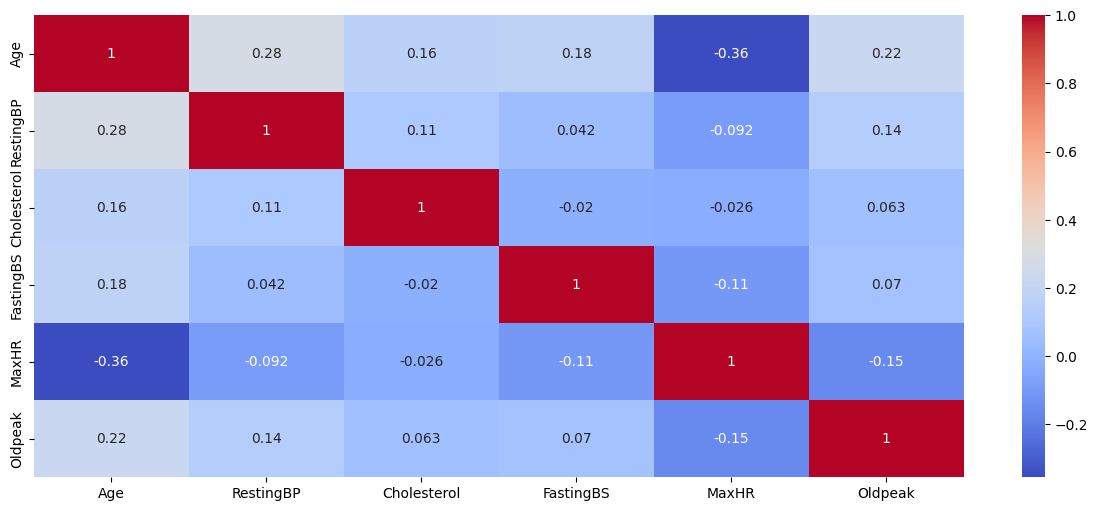 Age 1 0.28 0.16 0.18 -0.36 0.22
RestingBP 0.28 1 0.11 0.042 -0.092 0.14
Cholesterol 0.16 0.11 1 -0.02 -0.026 0.063
FastingBS 0.18 0.042 -0.02 1 -0.11 0.07
MaxHR -0.36 -0.092 -0.026 -0.11 1 -0.15
Oldpeak 0.22 0.14 0.063 0.07 -0.15 1
Age RestingBP Cholesterol FastingBS MaxHR Oldpeak
1.0
0.8
0.6
0.4
0.2
0.0
−0.2